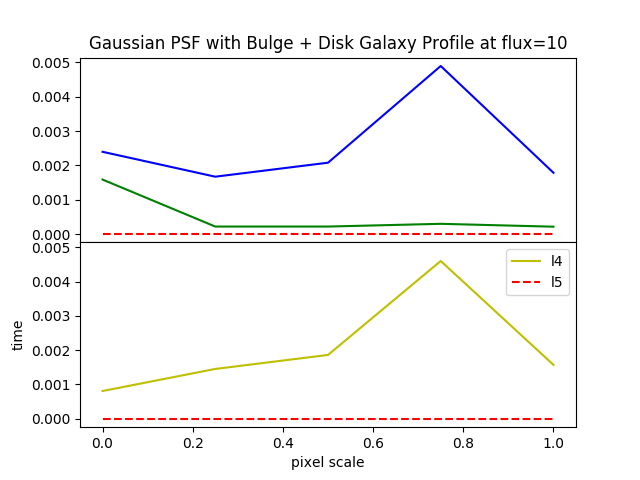 Gaussian PSF with Bulge + Disk Galaxy Profile at flux=10
0.005
0.004
0.003
0.002
0.001
0.000
0.005
0.004
0.003
0.002
0.001
0.000
time
l4
l5
0.0 0.2 0.4 0.6 0.8 1.0
pixel scale